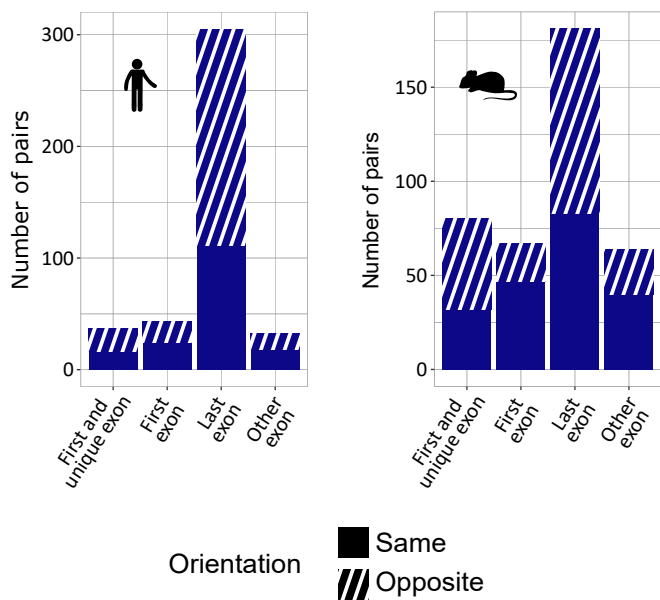 Number of pairs
300
200
100
0
First and
unique exon
First
exon
Last
exon
Other
exon
Number of pairs
150
100
50
0
First and
unique exon
First
exon
Last
exon
Other
exon
Orientation
Same
Opposite